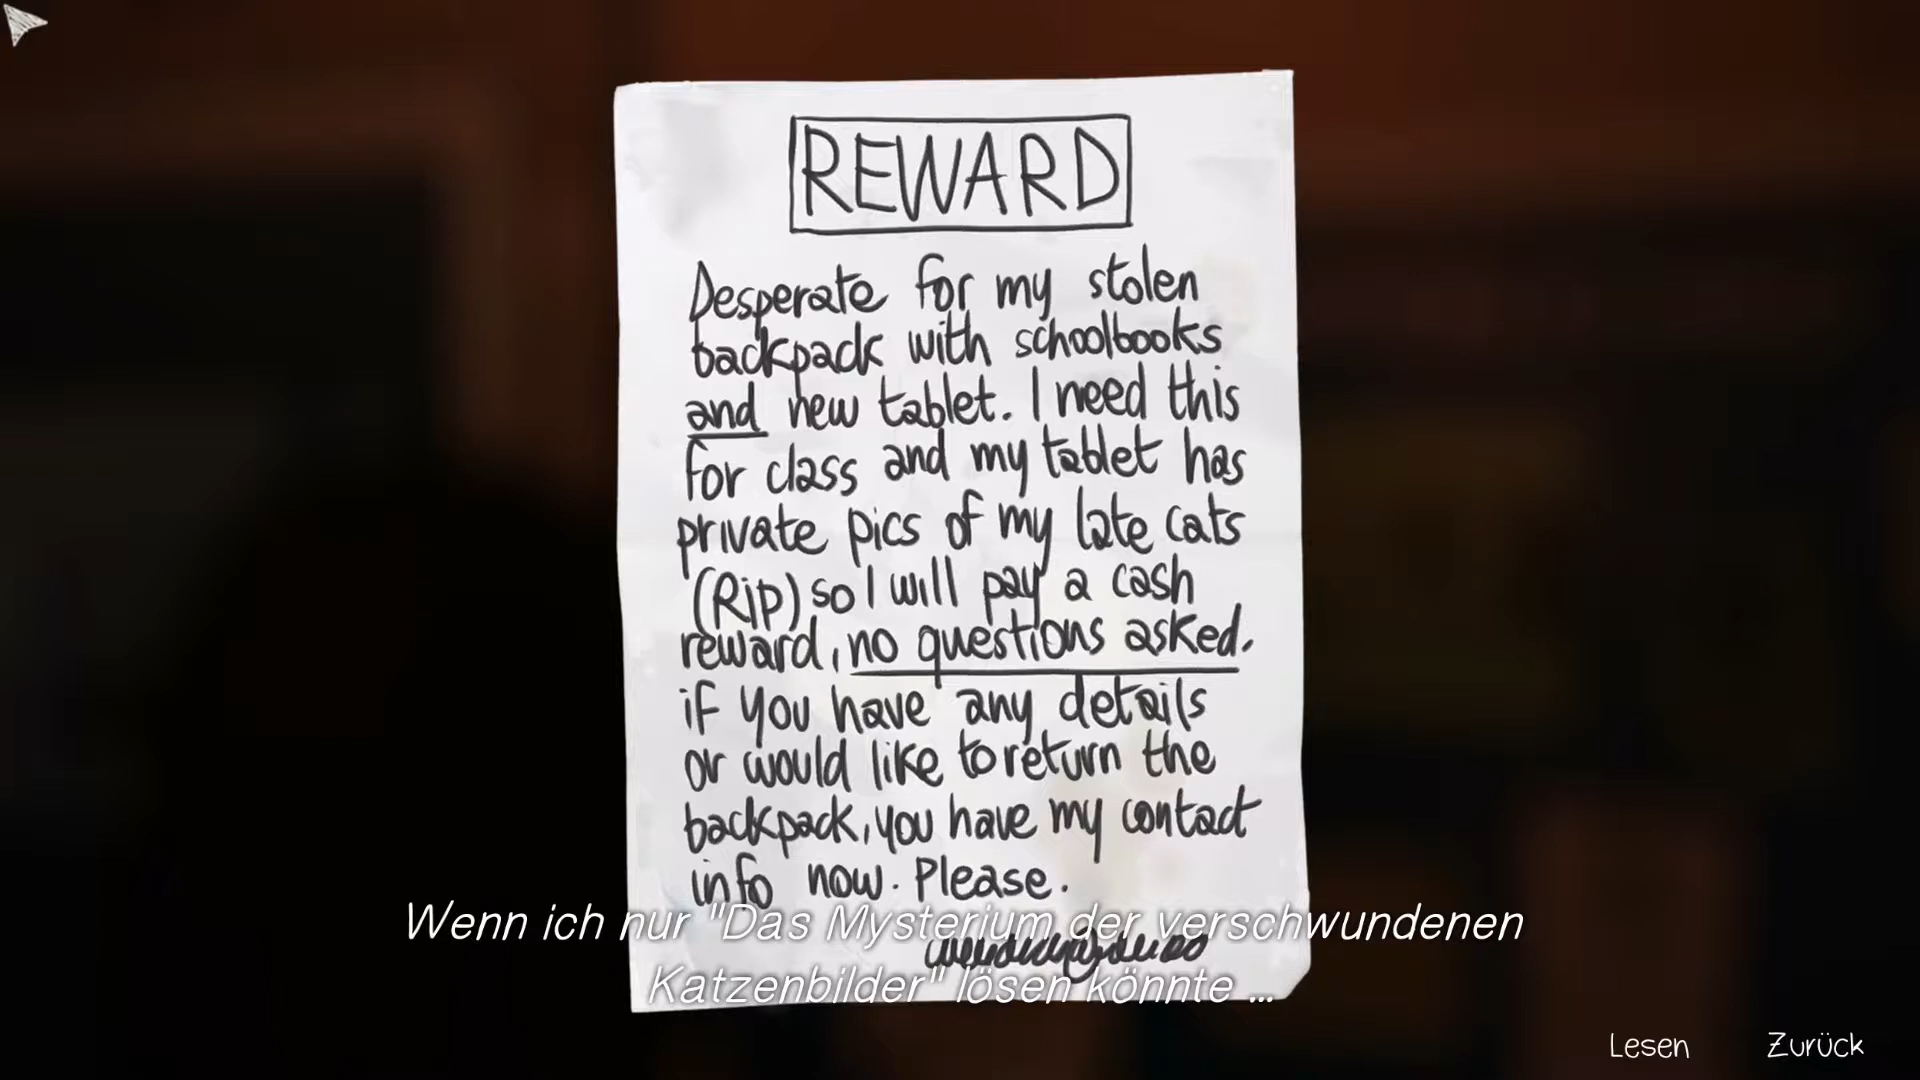 REWARD
Desperate for my stolen
backpack with schoolbooks
and new tablet. I need this
for class and my tablet has
private pics of my late cats
(RIP) so I will pay a cash
reward, no questions asked.
if you have any details
or would like to return the
backpack, you have my contact
info now. Please.
Wenn ich nur "Das Mysterium der verschwundenen
Katzenbilder" lösen könnte ...
Lesen Zurück